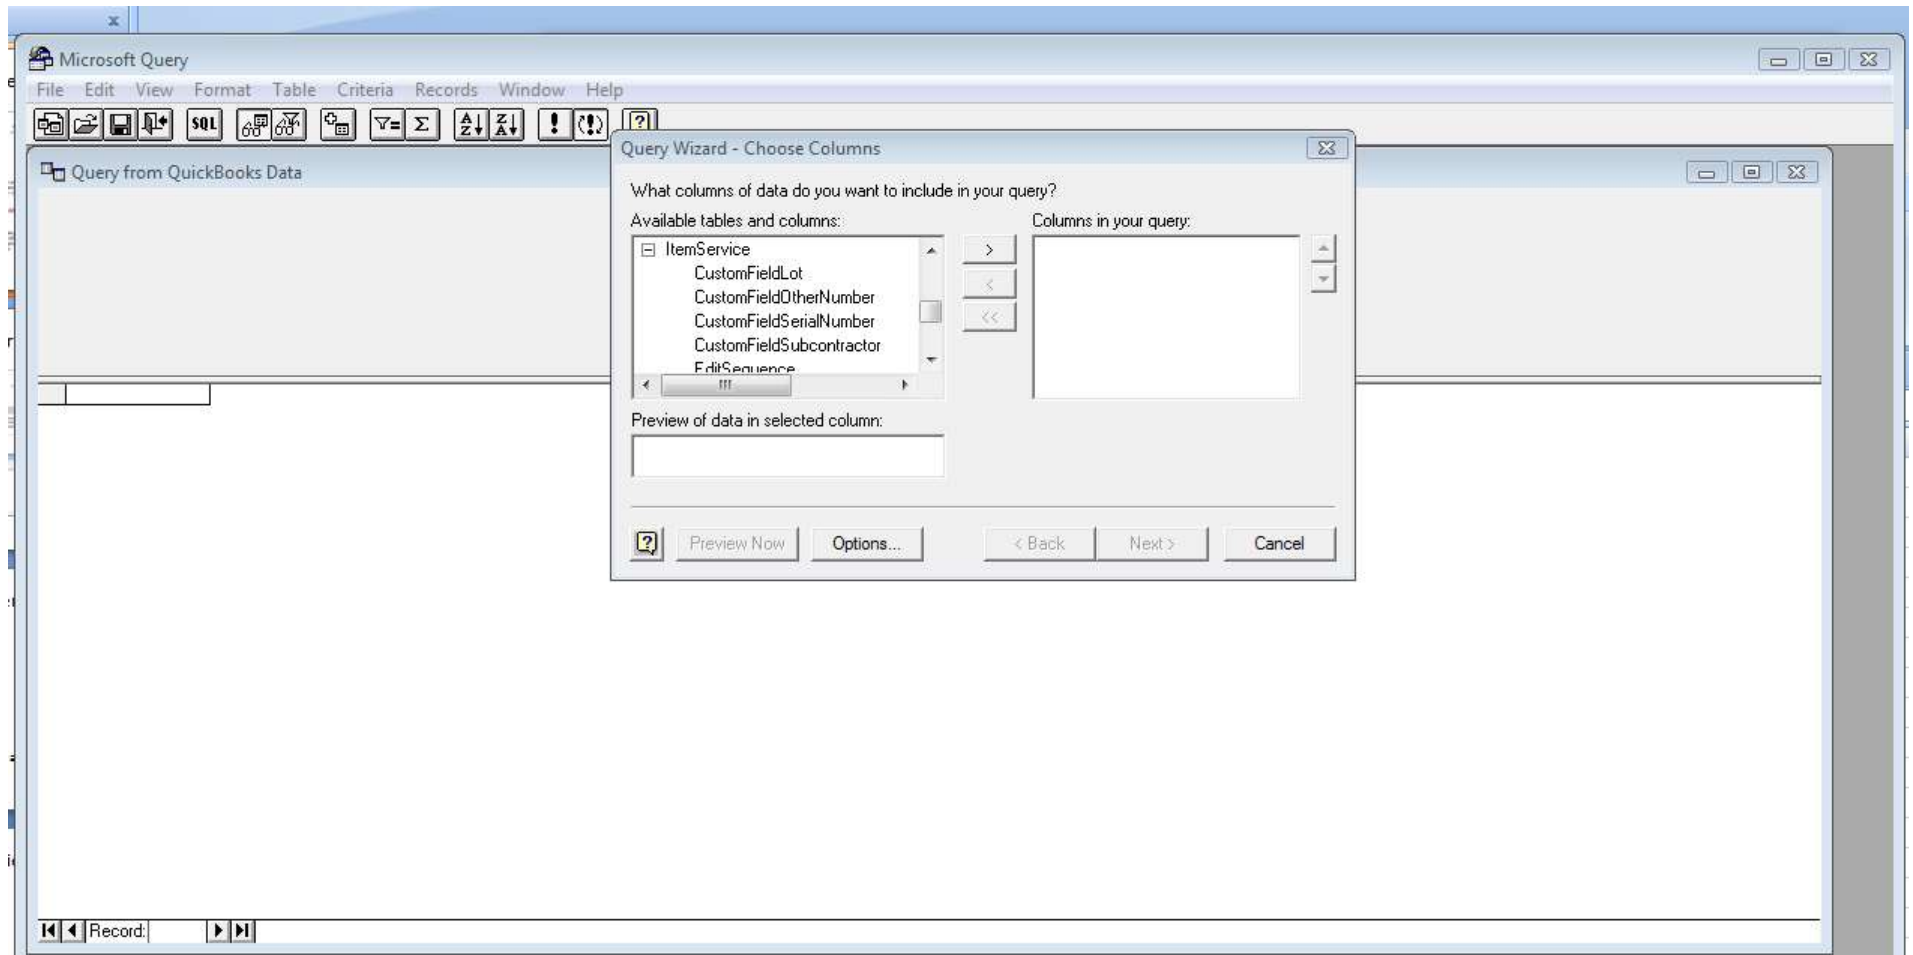 Microsoft Query
File Edit View Format Table Criteria Records Window Help
SQL
Query Wizard - Choose Columns
Query from QuickBooks Data
What columns of data do you want to include in your query?
Available tables and columns:
Columns in your query:
ItemService
CustomFieldLot
CustomFieldOtherNumber
CustomFieldSerialNumber
CustomFieldSubcontractor
EditSequence
>
<
<<
Preview of data in selected column:
Preview Now Options... < Back Next > Cancel
Record: